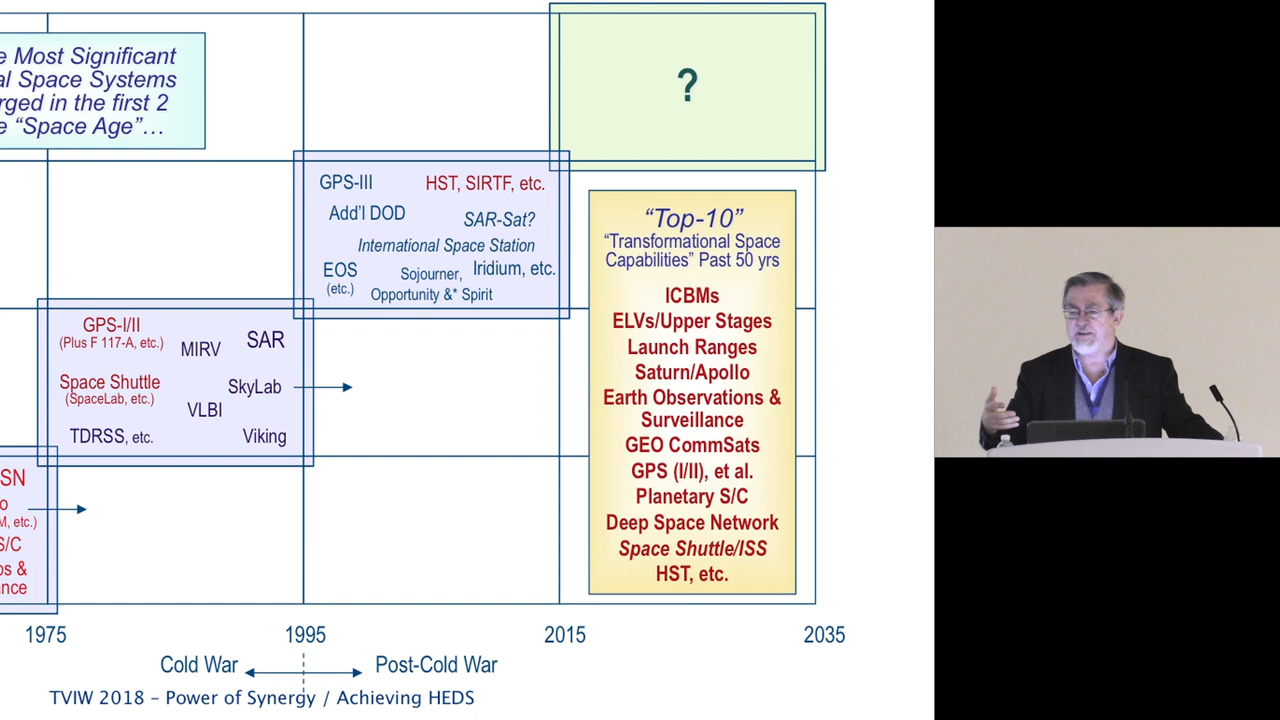 e Most Significant
al Space Systems
rged in the first 2
e “Space Age”…
?
GPS-III
HST, SIRTF, etc.
Add’l DOD
SAR-Sat?
International Space Station
EOS
(etc.)
Sojourner,
Iridium, etc.
Opportunity &* Spirit
“Top-10”
“Transformational Space
Capabilities” Past 50 yrs
ICBMs
ELVs/Upper Stages
Launch Ranges
Saturn/Apollo
Earth Observations &
Surveillance
GEO CommSats
GPS (I/II), et al.
Planetary S/C
Deep Space Network
Space Shuttle/ISS
HST, etc.
GPS-I/II
(Plus F 117-A, etc.)
MIRV
SAR
Space Shuttle
(SpaceLab, etc.)
SkyLab
VLBI
TDRSS, etc.
Viking
SN
o
M, etc.)
S/C
os &
ance
1975
1995
2015
2035
Cold War
Post-Cold War
TVIW 2018 – Power of Synergy / Achieving HEDS